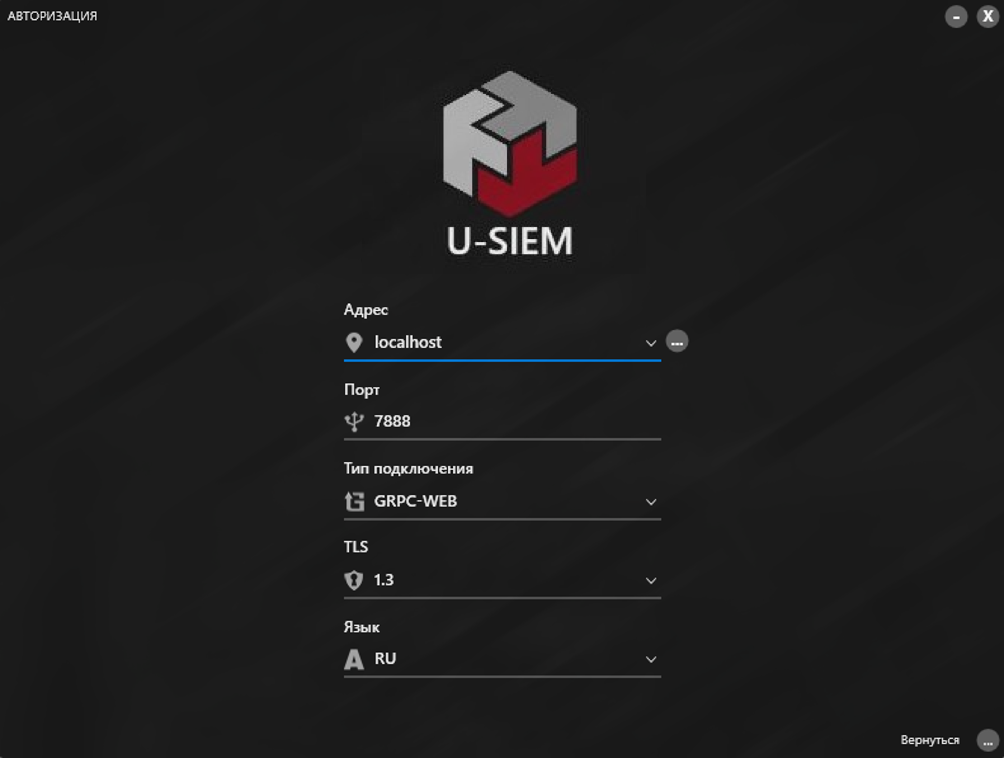 АВТОРИЗАЦИЯ
- X
U-SIEM
Адрес
localhost
...
Порт
7888
Тип подключения
GRPC-WEB
TLS
1.3
Язык
RU
Вернуться ...